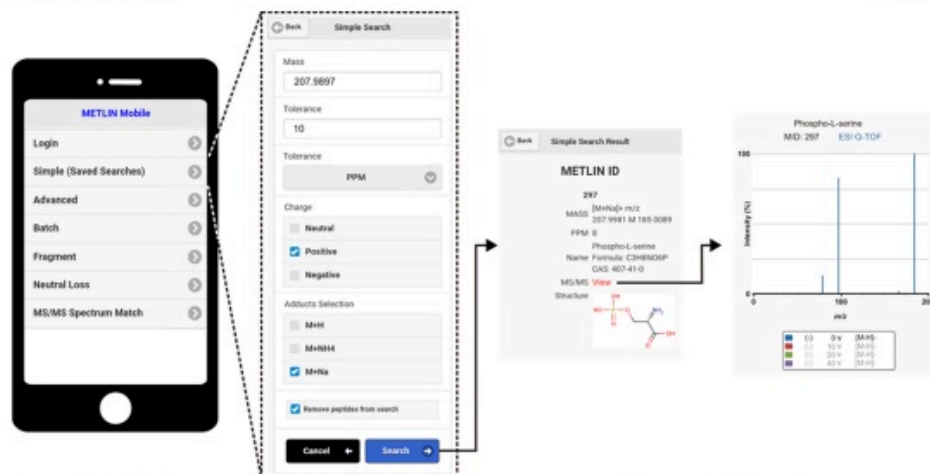 METLIN Mobile
Login
Simple (Saved Searches)
Advanced
Batch
Fragment
Neutral Loss
MS/MS Spectrum Match
Back
Simple Search
Mass
207.9897
Tolerance
10
Tolerance
PPM
Charge
Neutral
Positive
Negative
Adducts Selection
M+H
M+NH4
M+Na
Remove peptides from search
Cancel
Search
Back
Simple Search Result
METLIN ID
297
MASS [M+Na]+ m/z
207.9981 M 185.0089
PPM 8
Phospho-L-serine
Name Formula: C3H8NO6P
CAS: 407-41-0
MS/MS View
Structure
OH
HO
O
NH₂
O
OH
Phospho-L-serine
MID: 297 ESI Q-TOF
100
Intensity (%)
0
0 100
m/z
(-) 0 v [M-H]-
(-) 10 v [M-H]-
(-) 20 v [M-H]-
(-) 40 v [M-H]-